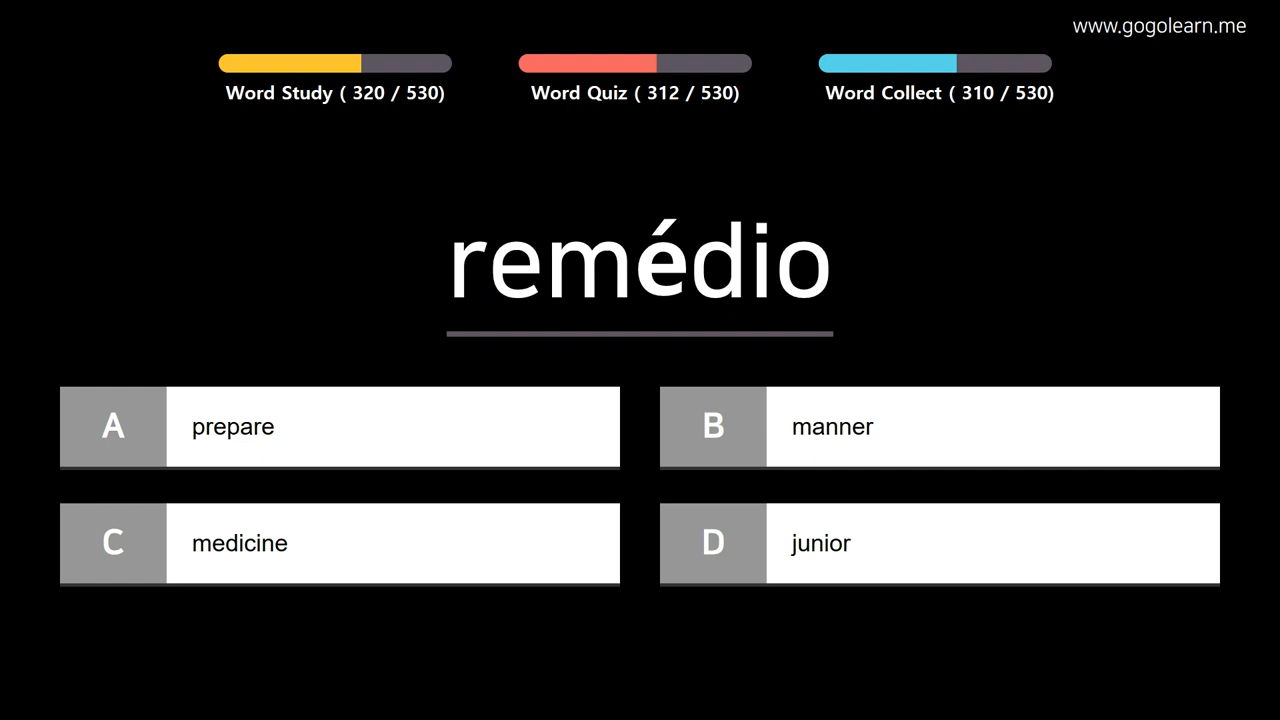 www.gogolearn.me
Word Study ( 320 / 530)
Word Quiz ( 312 / 530)
Word Collect ( 310 / 530)
remédio
A prepare
B manner
C medicine
D junior